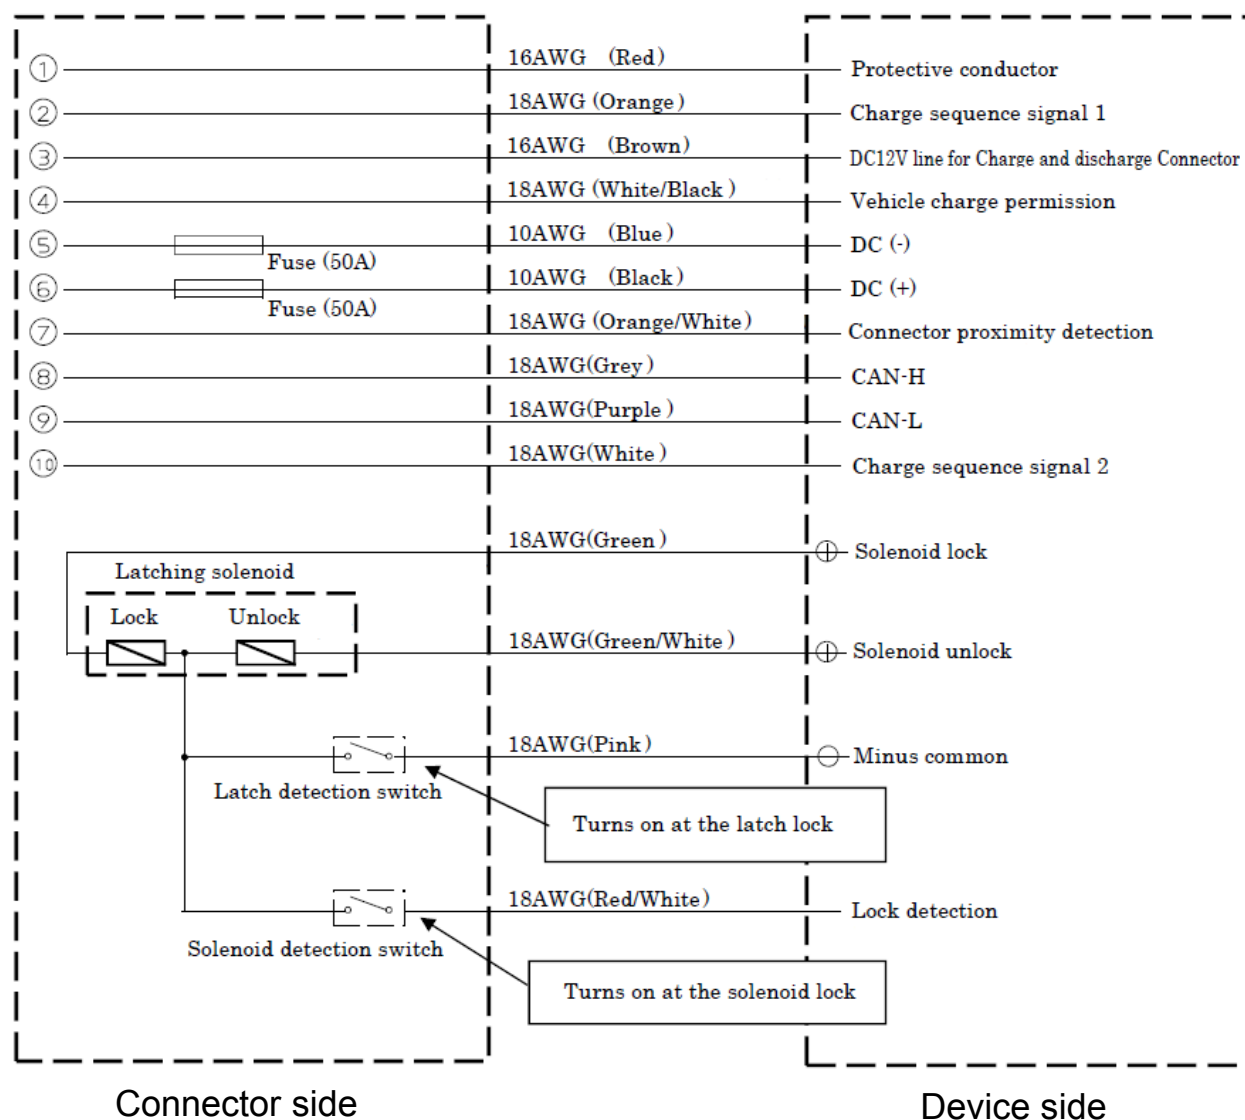 ① 16AWG (Red) Protective conductor
② 18AWG (Orange) Charge sequence signal 1
③ 16AWG (Brown) DC12V line for Charge and discharge Connector
④ 18AWG (White/Black) Vehicle charge permission
⑤ 10AWG (Blue) DC (-)
Fuse (50A)
⑥ 10AWG (Black) DC (+)
Fuse (50A)
⑦ 18AWG (Orange/White) Connector proximity detection
⑧ 18AWG(Grey) CAN-H
⑨ 18AWG(Purple) CAN-L
⑩ 18AWG(White) Charge sequence signal 2
18AWG(Green) Solenoid lock
Latching solenoid
Lock Unlock
18AWG(Green/White) Solenoid unlock
18AWG(Pink) Minus common
Latch detection switch
Turns on at the latch lock
18AWG(Red/White) Lock detection
Solenoid detection switch
Turns on at the solenoid lock
Connector side Device side